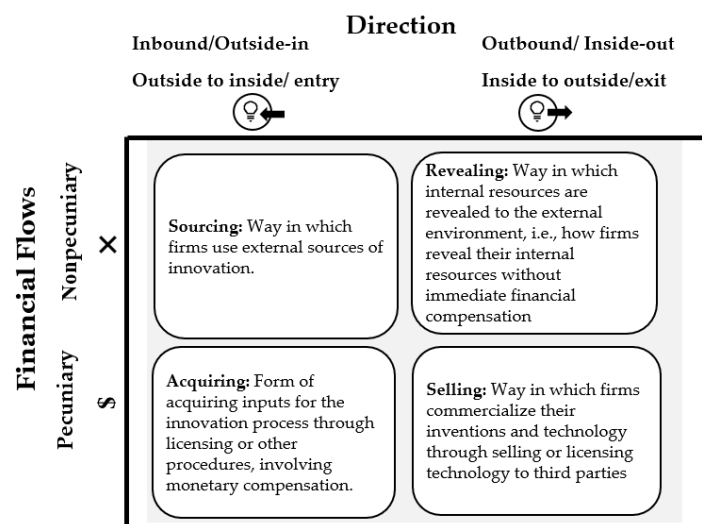 Direction
Inbound/Outside-in
Outside to inside/ entry
Outbound/ Inside-out
Inside to outside/exit
Financial Flows
Nonpecuniary
×
Pecuniary
$
Sourcing: Way in which
firms use external sources of
innovation.
Revealing: Way in which
internal resources are
revealed to the external
environment, i.e., how firms
reveal their internal
resources without
immediate financial
compensation
Acquiring: Form of
acquiring inputs for the
innovation process through
licensing or other
procedures, involving
monetary compensation.
Selling: Way in which firms
commercialize their
inventions and technology
through selling or licensing
technology to third parties